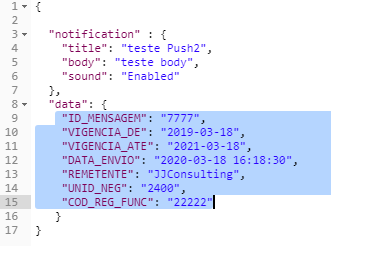 1 {
2
3 "notification" : {
4 "title": "teste Push2",
5 "body": "teste body",
6 "sound": "Enabled"
7 },
8 "data": {
9 "ID_MENSAGEM": "7777",
10 "VIGENCIA_DE": "2019-03-18",
11 "VIGENCIA_ATE": "2021-03-18",
12 "DATA_ENVIO": "2020-03-18 16:18:30",
13 "REMETENTE": "JJConsulting",
14 "UNID_NEG": "2400",
15 "COD_REG_FUNC": "22222"
16 }
17 }